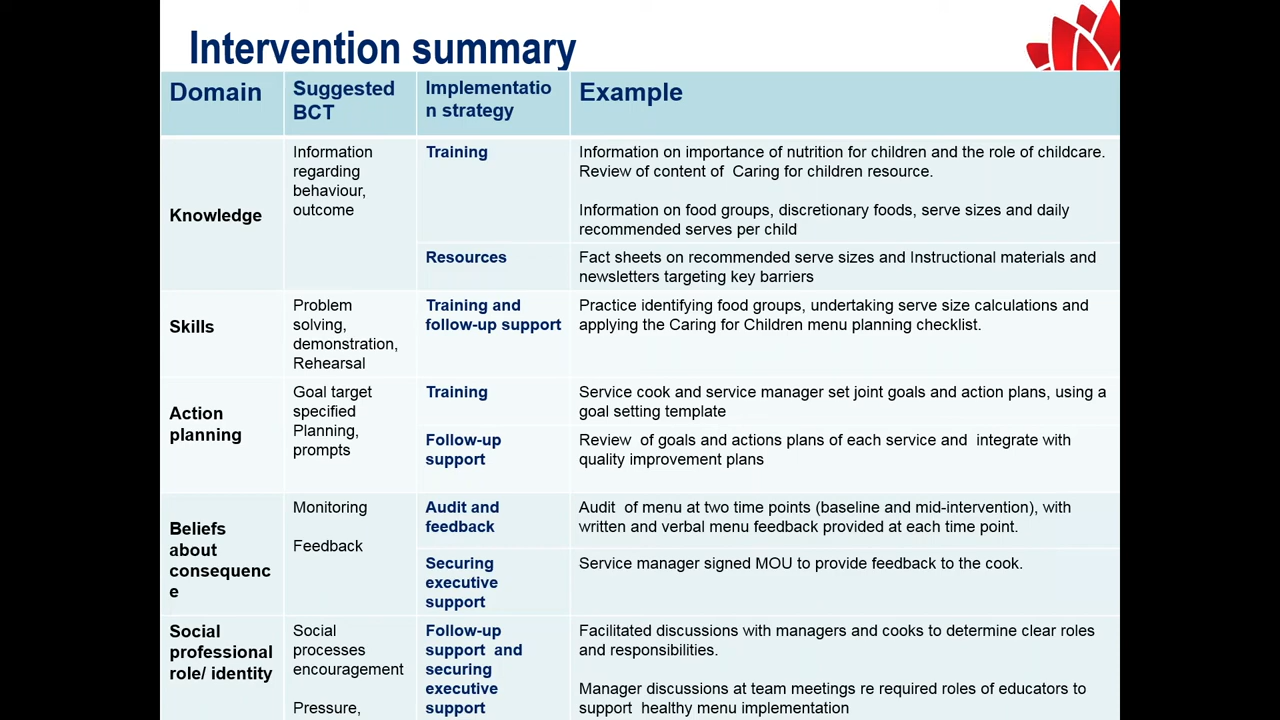 Intervention summary
Domain
Suggested
BCT
Implementatio
n strategy
Example
Knowledge
Information
regarding
behaviour,
outcome
Training
Information on importance of nutrition for children and the role of childcare.
Review of content of  Caring for children resource.
Information on food groups, discretionary foods, serve sizes and daily
recommended serves per child
Resources
Fact sheets on recommended serve sizes and Instructional materials and
newsletters targeting key barriers
Skills
Problem
solving,
demonstration,
Rehearsal
Training and
follow-up support
Practice identifying food groups, undertaking serve size calculations and
applying the Caring for Children menu planning checklist.
Action
planning
Goal target
specified
Planning,
prompts
Training
Service cook and service manager set joint goals and action plans, using a
goal setting template
Follow-up
support
Review  of goals and actions plans of each service and  integrate with
quality improvement plans
Beliefs
about
consequenc
e
Monitoring
Feedback
Audit and
feedback
Audit  of menu at two time points (baseline and mid-intervention), with
written and verbal menu feedback provided at each time point.
Securing
executive
support
Service manager signed MOU to provide feedback to the cook.
Social
professional
role/ identity
Social
processes
encouragement
Pressure,
Follow-up
support  and
securing
executive
support
Facilitated discussions with managers and cooks to determine clear roles
and responsibilities.
Manager discussions at team meetings re required roles of educators to
support  healthy menu implementation